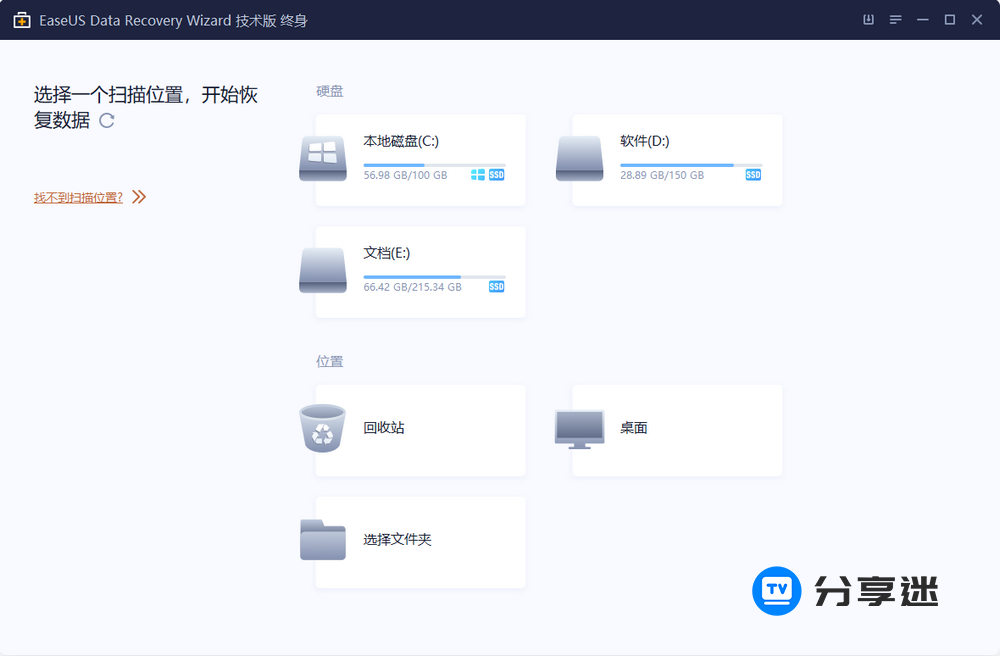 EaseUS Data Recovery Wizard 技术版 终身
选择一个扫描位置，开始恢
复数据
找不到扫描位置?
硬盘
本地磁盘(C:)
56.98 GB/100 GB
SSD
软件(D:)
28.89 GB/150 GB
SSD
文档(E:)
66.42 GB/215.34 GB
SSD
位置
回收站
桌面
选择文件夹
TV
分享迷